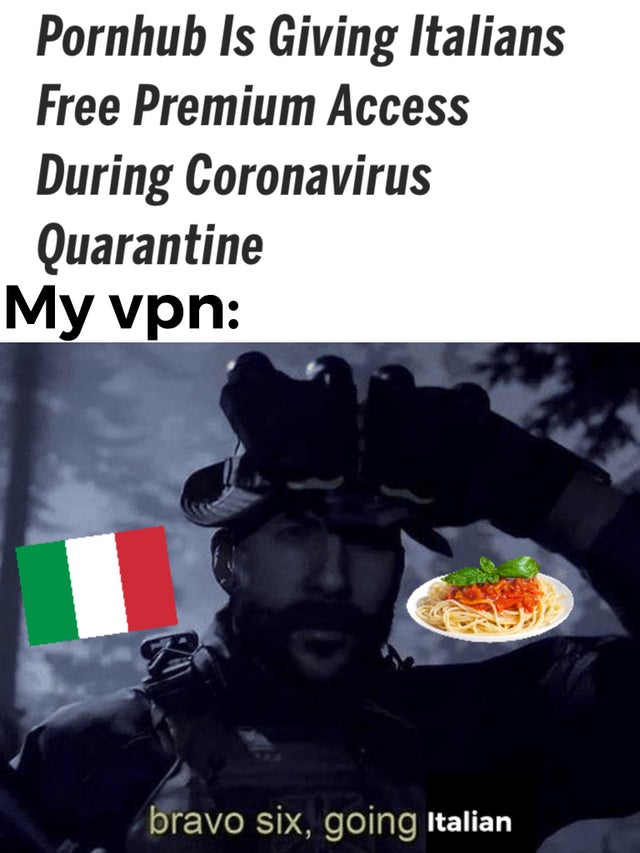 Pornhub Is Giving Italians
Free Premium Access
During Coronavirus
Quarantine
My vpn:
bravo six, going Italian